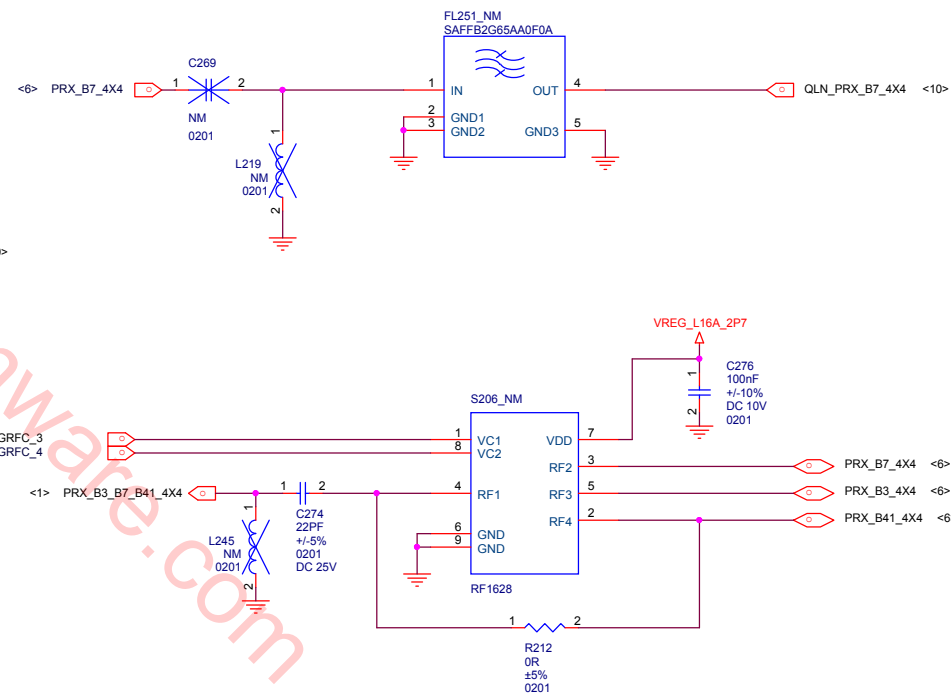 FL251_NM
SAFFB2G65AA0F0A
C269
<6> PRX_B7_4X4 1 2 1 IN OUT 4 QLN_PRX_B7_4X4 <10>
NM
0201
2 GND1
3 GND2 GND3 5
1
L219
NM
0201
2
VREG_L16A_2P7
1
C276
100nF
+/-10%
DC 10V
0201
2
S206_NM
GRFC_3 1 VC1 VDD 7
GRFC_4 8 VC2
RF2 3 PRX_B7_4X4 <6>
<1> PRX_B3_B7_B41_4X4 1 2 4 RF1 RF3 5 PRX_B3_4X4 <6>
RF4 2 PRX_B41_4X4 <6
C274
22PF
+/-5%
0201
DC 25V
1
L245
NM
0201
2
6 GND
9 GND
RF1628
1 2
R212
0R
±5%
0201
ware.com